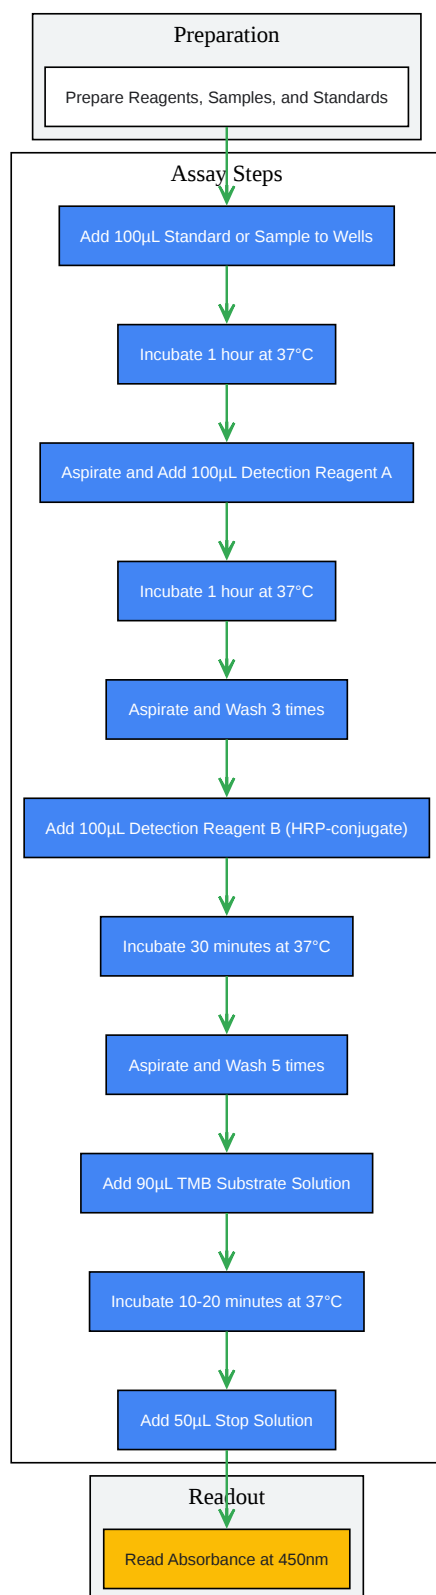 Preparation
Prepare Reagents, Samples, and Standards
Assay Steps
Add 100µL Standard or Sample to Wells
Incubate 1 hour at 37°C
Aspirate and Add 100µL Detection Reagent A
Incubate 1 hour at 37°C
Aspirate and Wash 3 times
Add 100µL Detection Reagent B (HRP-conjugate)
Incubate 30 minutes at 37°C
Aspirate and Wash 5 times
Add 90µL TMB Substrate Solution
Incubate 10-20 minutes at 37°C
Add 50µL Stop Solution
Readout
Read Absorbance at 450nm